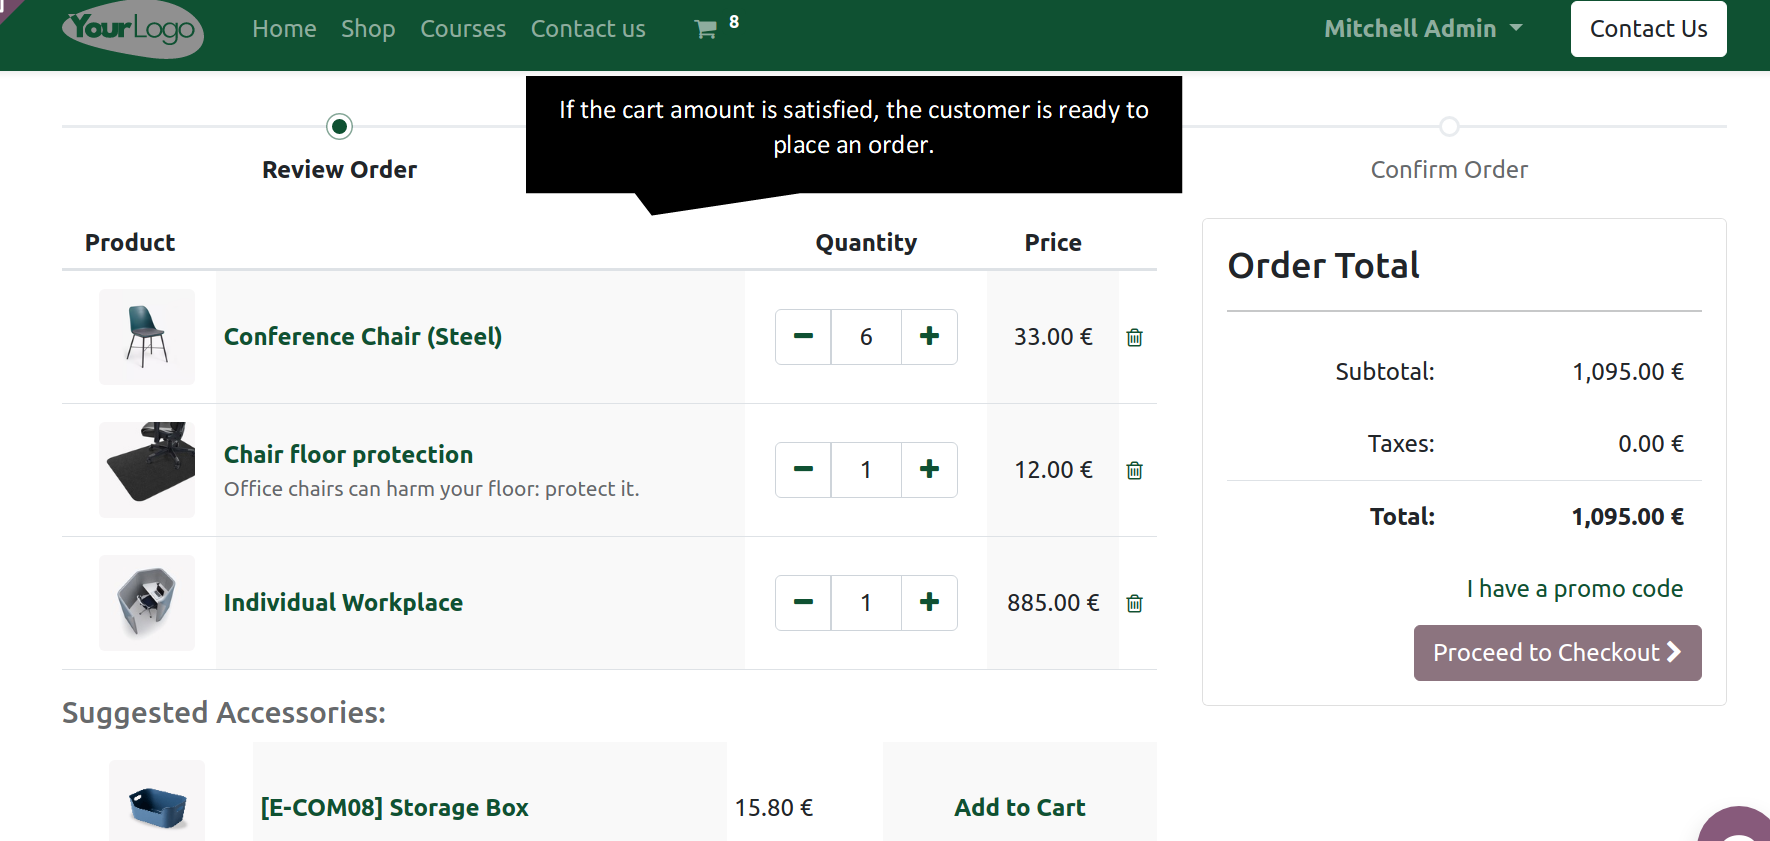 YourLogo
Home Shop Courses Contact us 8 Mitchell Admin Contact Us
If the cart amount is satisfied, the customer is ready to
place an order.
Review Order
Confirm Order
Product Quantity Price
Order Total
Conference Chair (Steel) 6 33.00 €
Subtotal: 1,095.00 €
Chair floor protection
Office chairs can harm your floor: protect it.
1 12.00 €
Taxes: 0.00 €
Total: 1,095.00 €
Individual Workplace 1 885.00 €
I have a promo code
Proceed to Checkout
Suggested Accessories:
[E-COM08] Storage Box 15.80 € Add to Cart